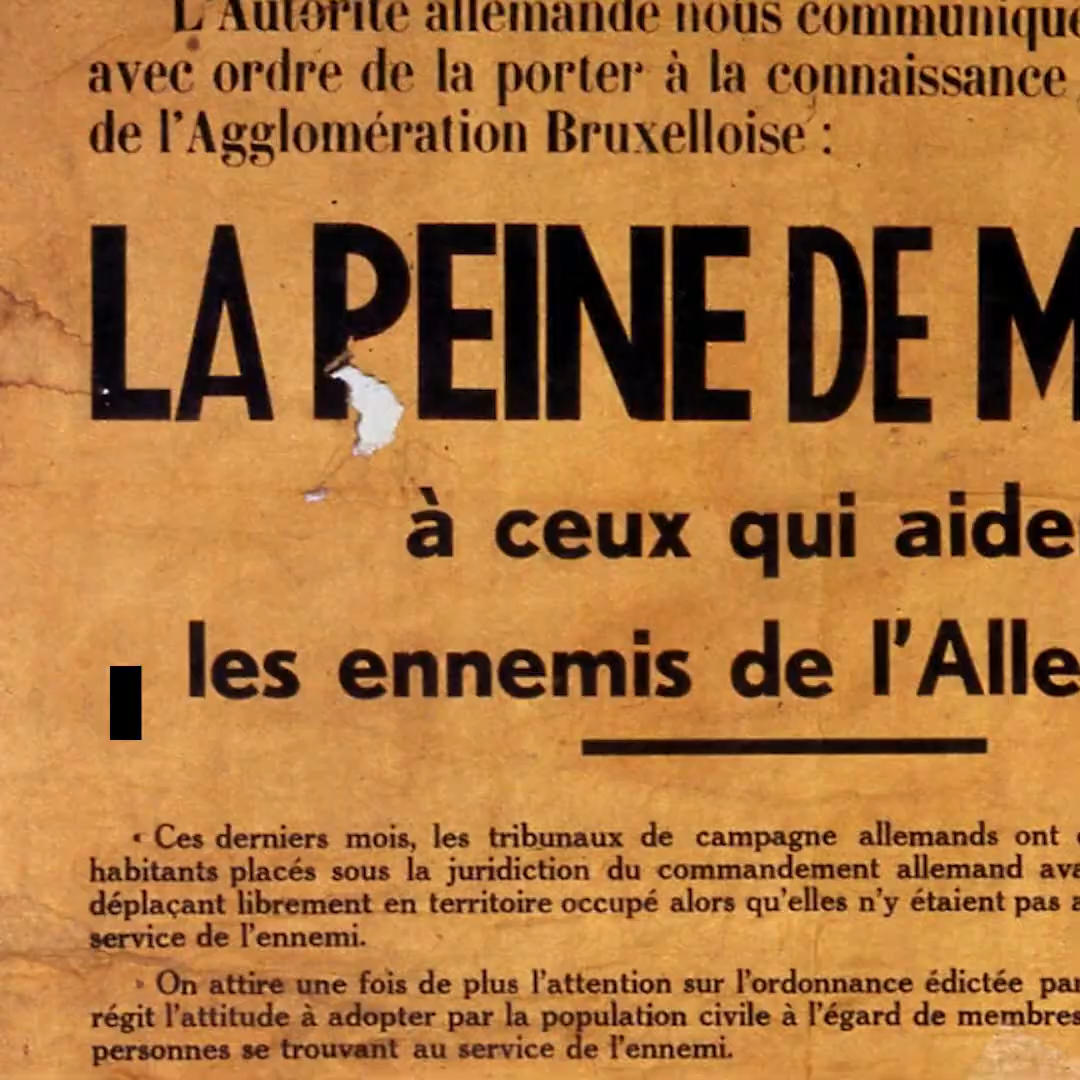 L'Autorité allemande nous communique
avec ordre de la porter à la connaissance
de l'Agglomération Bruxelloise :
LA PEINE DE M
à ceux qui aide
les ennemis de l'Alle
« Ces derniers mois, les tribunaux de campagne allemands ont
habitants placés sous la juridiction du commandement allemand ava
déplaçant librement en territoire occupé alors qu'elles n'y étaient pas a
service de l'ennemi.
» On attire une fois de plus l'attention sur l'ordonnance édictée par
régit l'attitude à adopter par la population civile à l'égard de membres
personnes se trouvant au service de l'ennemi.